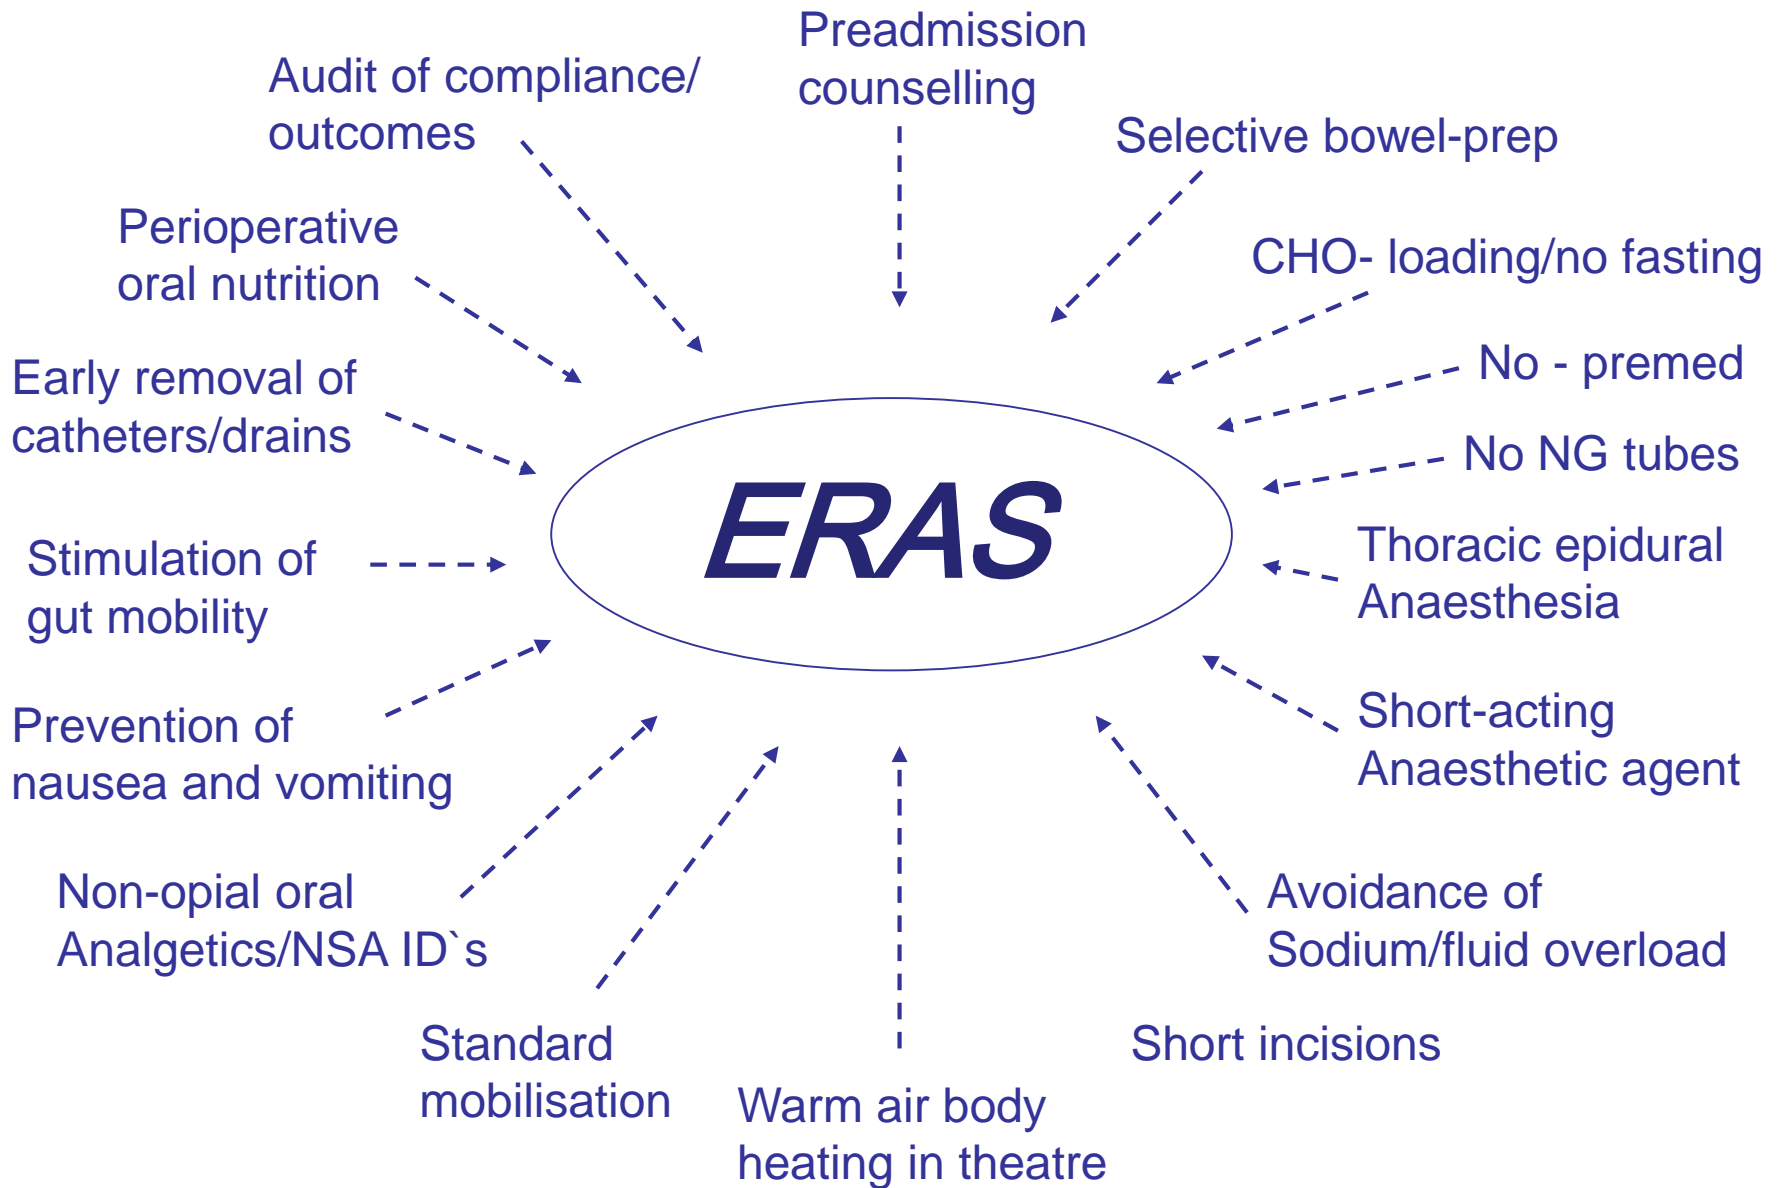 Preadmission
counselling
Audit of compliance/
outcomes
Selective bowel-prep
Perioperative
oral nutrition
CHO- loading/no fasting
Early removal of
catheters/drains
No - premed
No NG tubes
ERAS
Stimulation of
gut mobility
Thoracic epidural
Anaesthesia
Prevention of
nausea and vomiting
Short-acting
Anaesthetic agent
Non-opial oral
Analgetics/NSA ID`s
Avoidance of
Sodium/fluid overload
Standard
mobilisation
Short incisions
Warm air body
heating in theatre